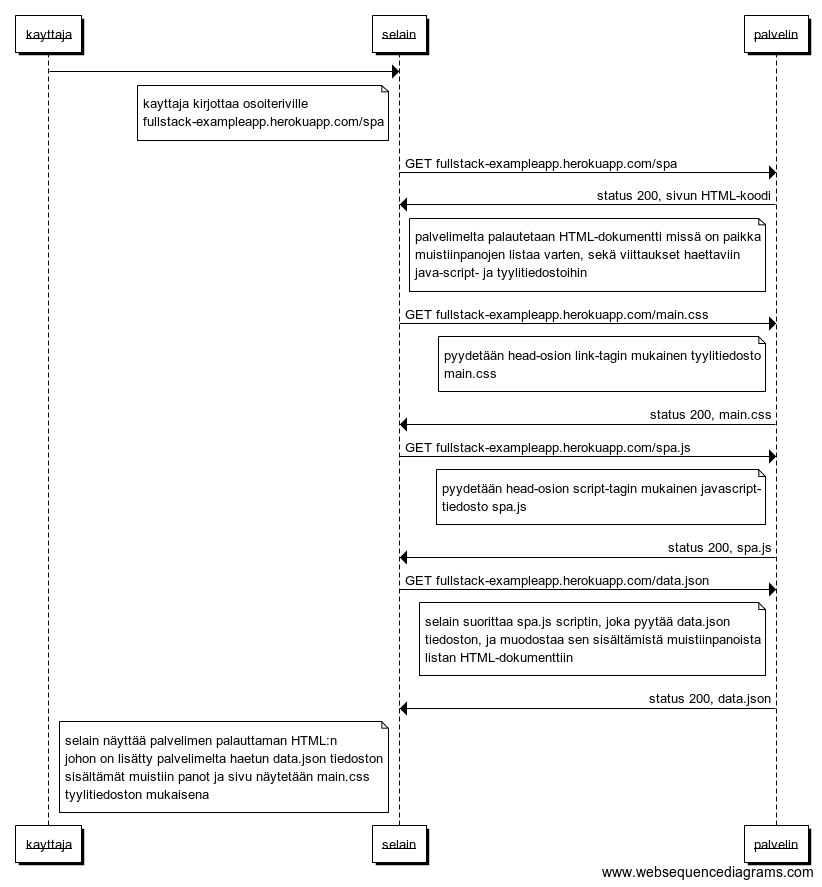 kayttaja
selain
palvelin
kayttaja kirjottaa osoiteriville
fullstack-exampleapp.herokuapp.com/spa
GET fullstack-exampleapp.herokuapp.com/spa
status 200, sivun HTML-koodi
palvelimelta palautetaan HTML-dokumentti missä on paikka
muistiinpanojen listaa varten, sekä viittaukset haettaviin
java-script- ja tyylitiedostoihin
GET fullstack-exampleapp.herokuapp.com/main.css
pyydetään head-osion link-tagin mukainen tyylitiedosto
main.css
status 200, main.css
GET fullstack-exampleapp.herokuapp.com/spa.js
pyydetään head-osion script-tagin mukainen javascript-
tiedosto spa.js
status 200, spa.js
GET fullstack-exampleapp.herokuapp.com/data.json
selain suorittaa spa.js scriptin, joka pyytää data.json
tiedoston, ja muodostaa sen sisältämistä muistiinpanoista
listan HTML-dokumenttiin
status 200, data.json
selain näyttää palvelimen palauttaman HTML:n
johon on lisätty palvelimelta haetun data.json tiedoston
sisältämät muistiin panot ja sivu näytetään main.css
tyylitiedoston mukaisena
kayttaja
selain
palvelin
www.websequencediagrams.com